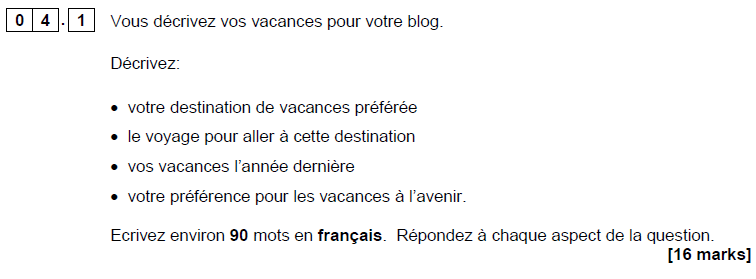 04.1 Vous décrivez vos vacances pour votre blog.
Décrivez:
• votre destination de vacances préférée
• le voyage pour aller à cette destination
• vos vacances l'année dernière
• votre préférence pour les vacances à l'avenir.
Ecrivez environ 90 mots en français. Répondez à chaque aspect de la question.
[16 marks]